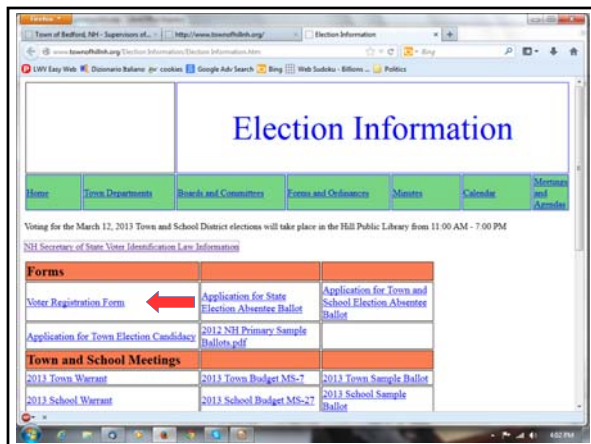 Firefox
Town of Bedford, NH - Supervisors of... × http://www.townofhillnh.org/ × Election Information × +
www.townofhillnh.org/Election Information/Election Information.htm
Bing
LWV Easy Web Dizionario Italiano cookies Google Adv Search Bing Web Sudoku - Billions ... Politics
Election Information
Home Town Departments Boards and Committees Forms and Ordinances Minutes Calendar Meetings and Agendas
Voting for the March 12, 2013 Town and School District elections will take place in the Hill Public Library from 11:00 AM - 7:00 PM
NH Secretary of State Voter Identification Law Information
Forms
Voter Registration Form
Application for State Election Absentee Ballot
Application for Town and School Election Absentee Ballot
Application for Town Election Candidacy
2012 NH Primary Sample Ballots.pdf
Town and School Meetings
2013 Town Warrant 2013 Town Budget MS-7 2013 Town Sample Ballot
2013 School Warrant 2013 School Budget MS-27 2013 School Sample Ballot
4:02 PM